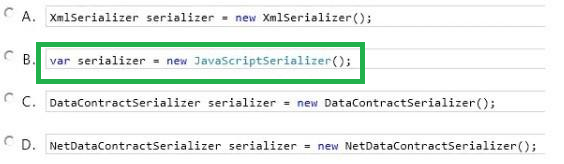 A. XmlSerializer serializer = new XmlSerializer();
B. var serializer = new JavaScriptSerializer();
C. DataContractSerializer serializer = new DataContractSerializer();
D. NetDataContractSerializer serializer = new NetDataContractSerializer();